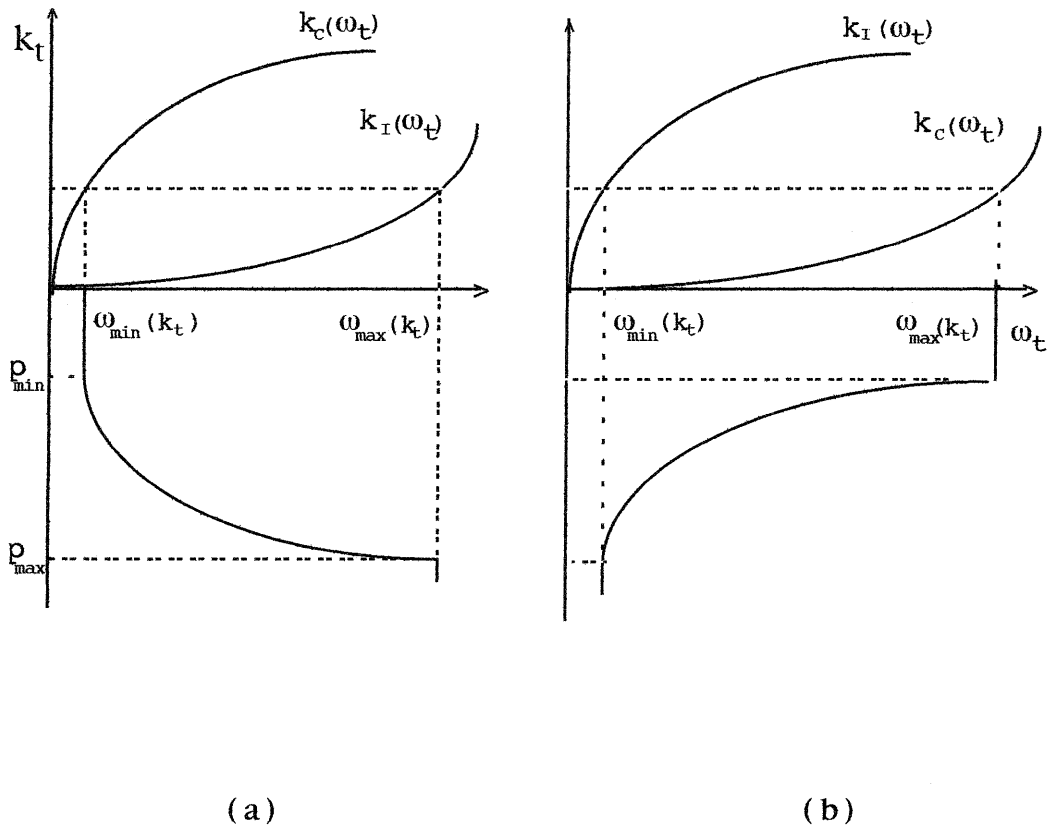 k_t
k_c(ω_t)
k_I(ω_t)
ω_min(k_t)
ω_max(k_t)
p_min
p_max
(a)
k_I(ω_t)
k_c(ω_t)
ω_min(k_t)
ω_max(k_t)
ω_t
(b)